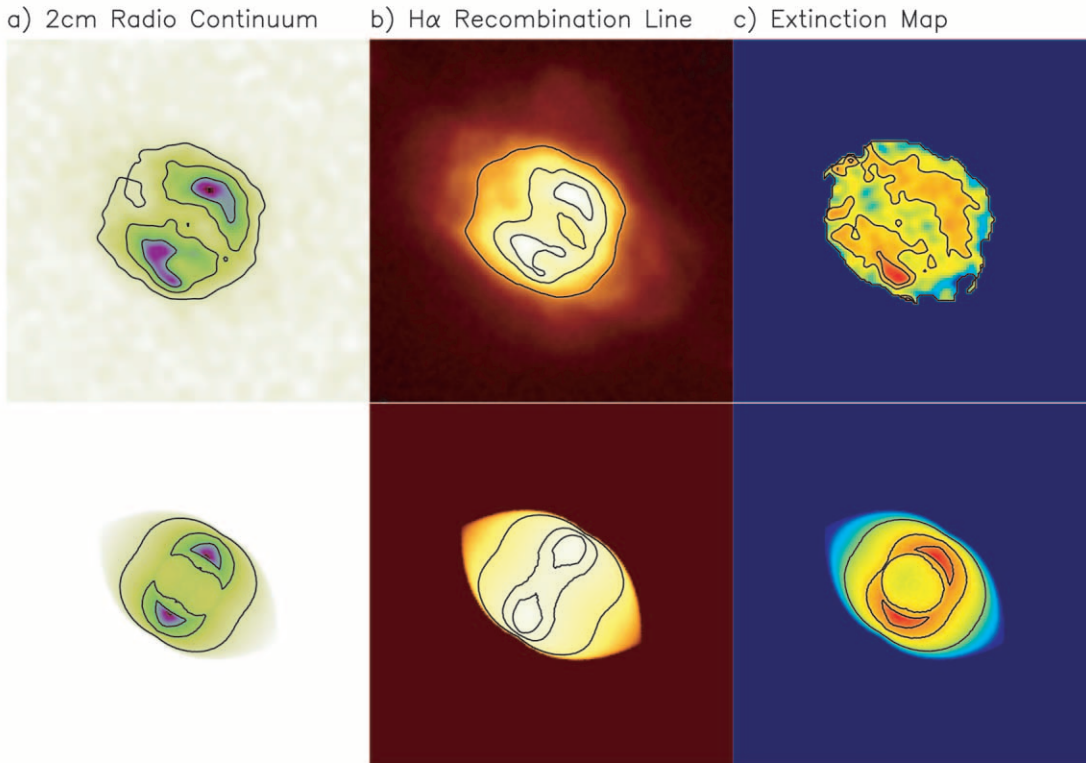 a) 2cm Radio Continuum
b) Hα Recombination Line
c) Extinction Map